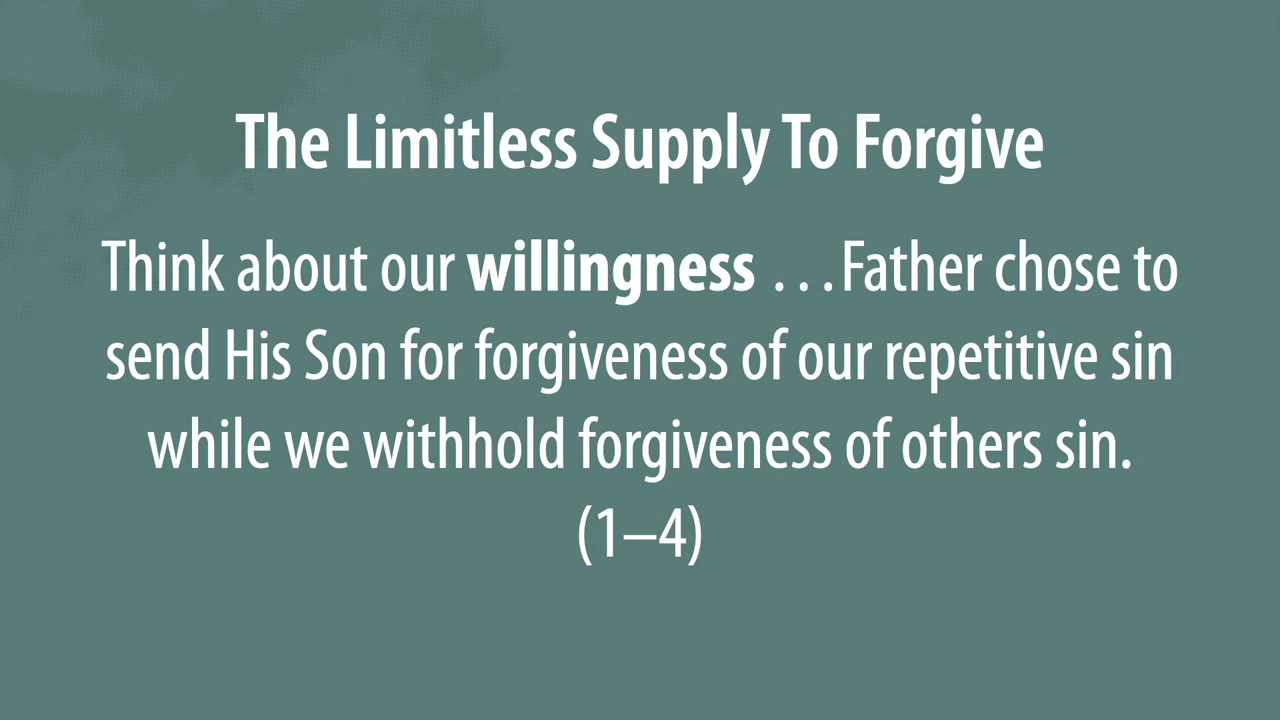 The Limitless Supply To Forgive
Think about our willingness . . . Father chose to
send His Son for forgiveness of our repetitive sin
while we withhold forgiveness of others sin.
(1–4)